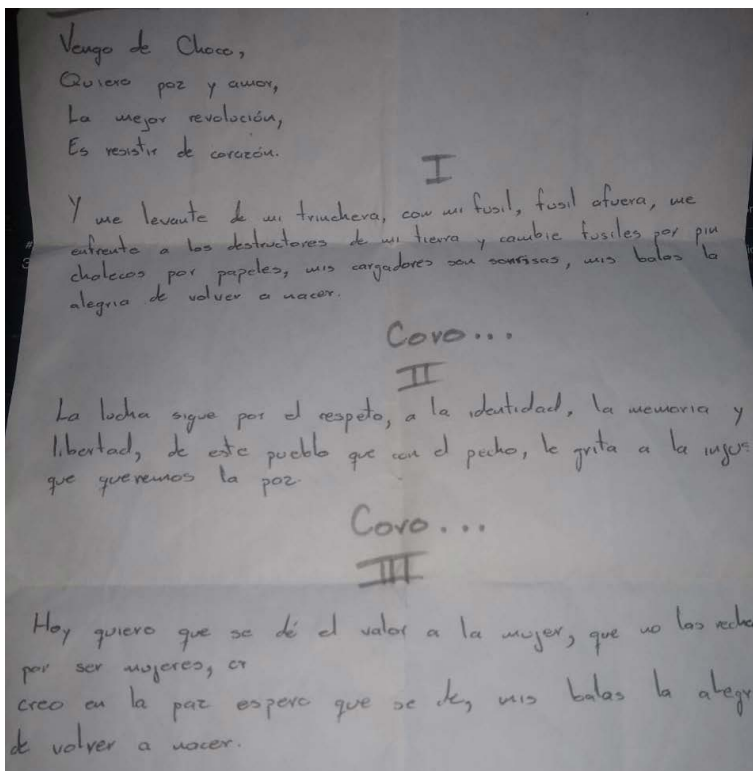 Vengo de Choco,
Quiero paz y amor,
La mejor revolución,
Es resistir de corazón.
I
Y me levante de mi trinchera, con mi fusil, fusil afuera, me
enfrente a los destructores de mi tierra y cambie fusiles por pin
chalecos por papeles, mis cargadores son sonrisas, mis balas la
alegria de volver a nacer.
Coro...
II
La lucha sigue por el respeto, a la identidad, la memoria y
libertad, de este pueblo que con el pecho, le grita a la injus
que queremos la paz.
Coro...
III
Hoy quiero que se dé el valor a la mujer, que no las recha
por ser mujeres, cr
creo en la paz espero que se de, mis balas la alegr
de volver a nacer.